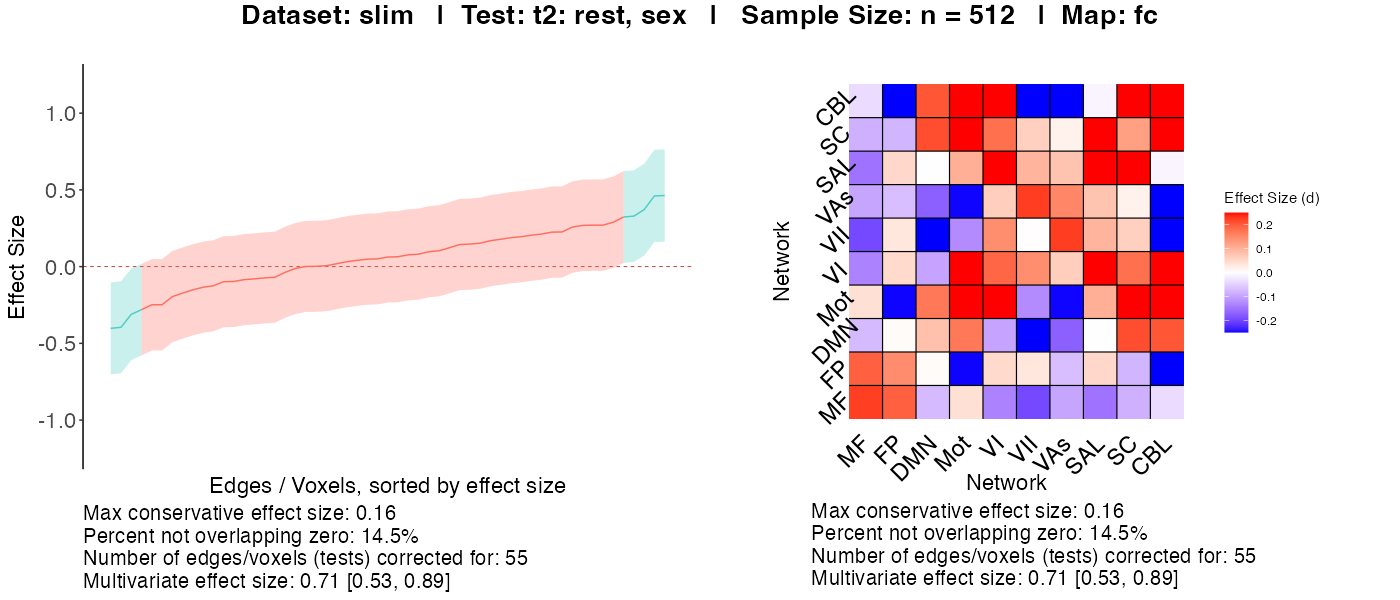 Dataset: slim | Test: t2: rest, sex | Sample Size: n = 512 | Map: fc
Effect Size
1.0
0.5
0.0
-0.5
-1.0
Edges / Voxels, sorted by effect size
Max conservative effect size: 0.16
Percent not overlapping zero: 14.5%
Number of edges/voxels (tests) corrected for: 55
Multivariate effect size: 0.71 [0.53, 0.89]
Network
CBL
SC
SAL
VAs
VII
VI
Mot
DMN
FP
MF
MF FP DMN Mot VI VII VAs SAL SC CBL
Network
Effect Size (d)
0.2
0.1
0.0
-0.1
-0.2
Max conservative effect size: 0.16
Percent not overlapping zero: 14.5%
Number of edges/voxels (tests) corrected for: 55
Multivariate effect size: 0.71 [0.53, 0.89]